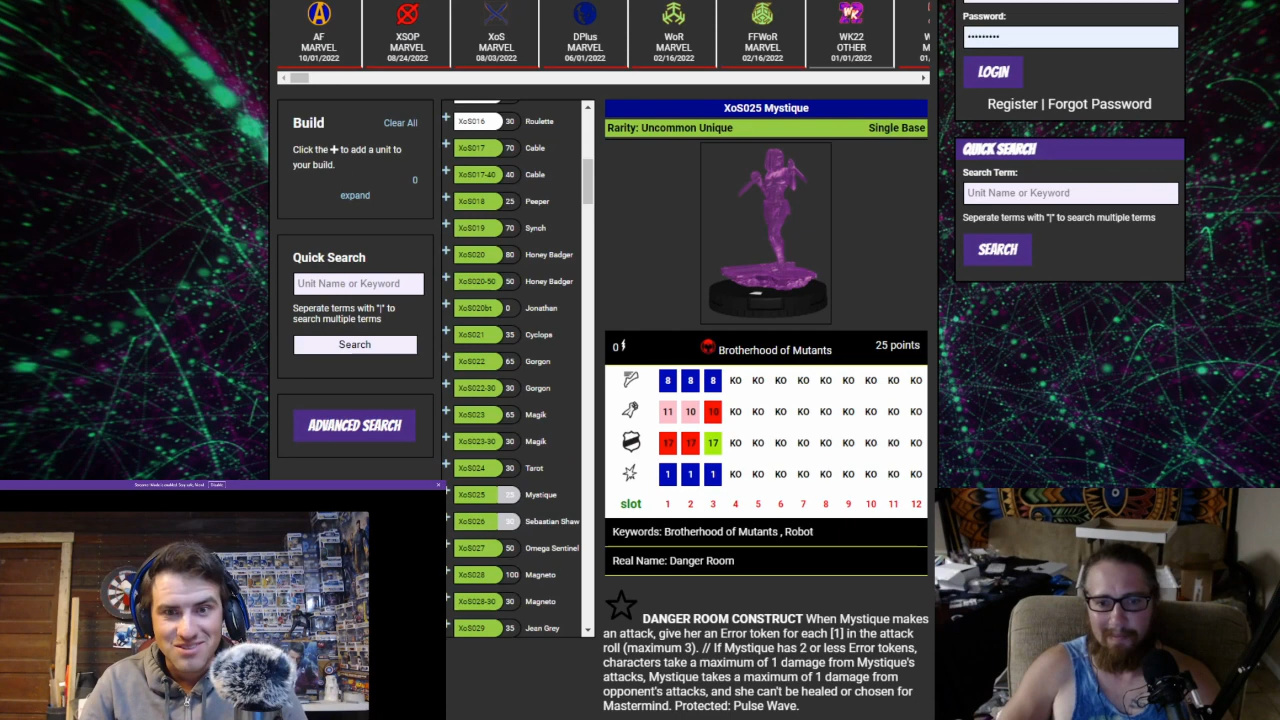 AF
MARVEL
10/01/2022
XSOP
MARVEL
08/24/2022
XoS
MARVEL
08/03/2022
DPlus
MARVEL
06/01/2022
WoR
MARVEL
02/16/2022
FFWoR
MARVEL
02/16/2022
WK22
OTHER
01/01/2022
Build
Clear All
Click the + to add a unit to
your build.
0
expand
Quick Search
Unit Name or Keyword
Seperate terms with "|" to
search multiple terms
Search
ADVANCED SEARCH
XoS016 30 Roulette
XoS017 70 Cable
XoS017-40 40 Cable
XoS018 25 Peeper
XoS019 70 Synch
XoS020 80 Honey Badger
XoS020-50 50 Honey Badger
XoS020bt 0 Jonathan
XoS021 35 Cyclops
XoS022 65 Gorgon
XoS022-30 30 Gorgon
XoS023 65 Magik
XoS023-30 30 Magik
XoS024 30 Tarot
XoS025 25 Mystique
XoS026 30 Sebastian Shaw
XoS027 50 Omega Sentinel
XoS028 100 Magneto
XoS028-30 30 Magneto
XoS029 35 Jean Grey
XoS025 Mystique
Rarity: Uncommon Unique Single Base
0 Brotherhood of Mutants 25 points
8 8 8 KO KO KO KO KO KO KO KO KO
11 10 10 KO KO KO KO KO KO KO KO KO
17 17 17 KO KO KO KO KO KO KO KO KO
1 1 1 KO KO KO KO KO KO KO KO KO
slot 1 2 3 4 5 6 7 8 9 10 11 12
Keywords: Brotherhood of Mutants , Robot
Real Name: Danger Room
DANGER ROOM CONSTRUCT When Mystique makes
an attack, give her an Error token for each [1] in the attack
roll (maximum 3). // If Mystique has 2 or less Error tokens,
characters take a maximum of 1 damage from Mystique's
attacks, Mystique takes a maximum of 1 damage from
opponent's attacks, and she can't be healed or chosen for
Mastermind. Protected: Pulse Wave.
Password:
•••••••••
LOGIN
Register | Forgot Password
QUICK SEARCH
Search Term:
Unit Name or Keyword
Seperate terms with "|" to search multiple terms
SEARCH